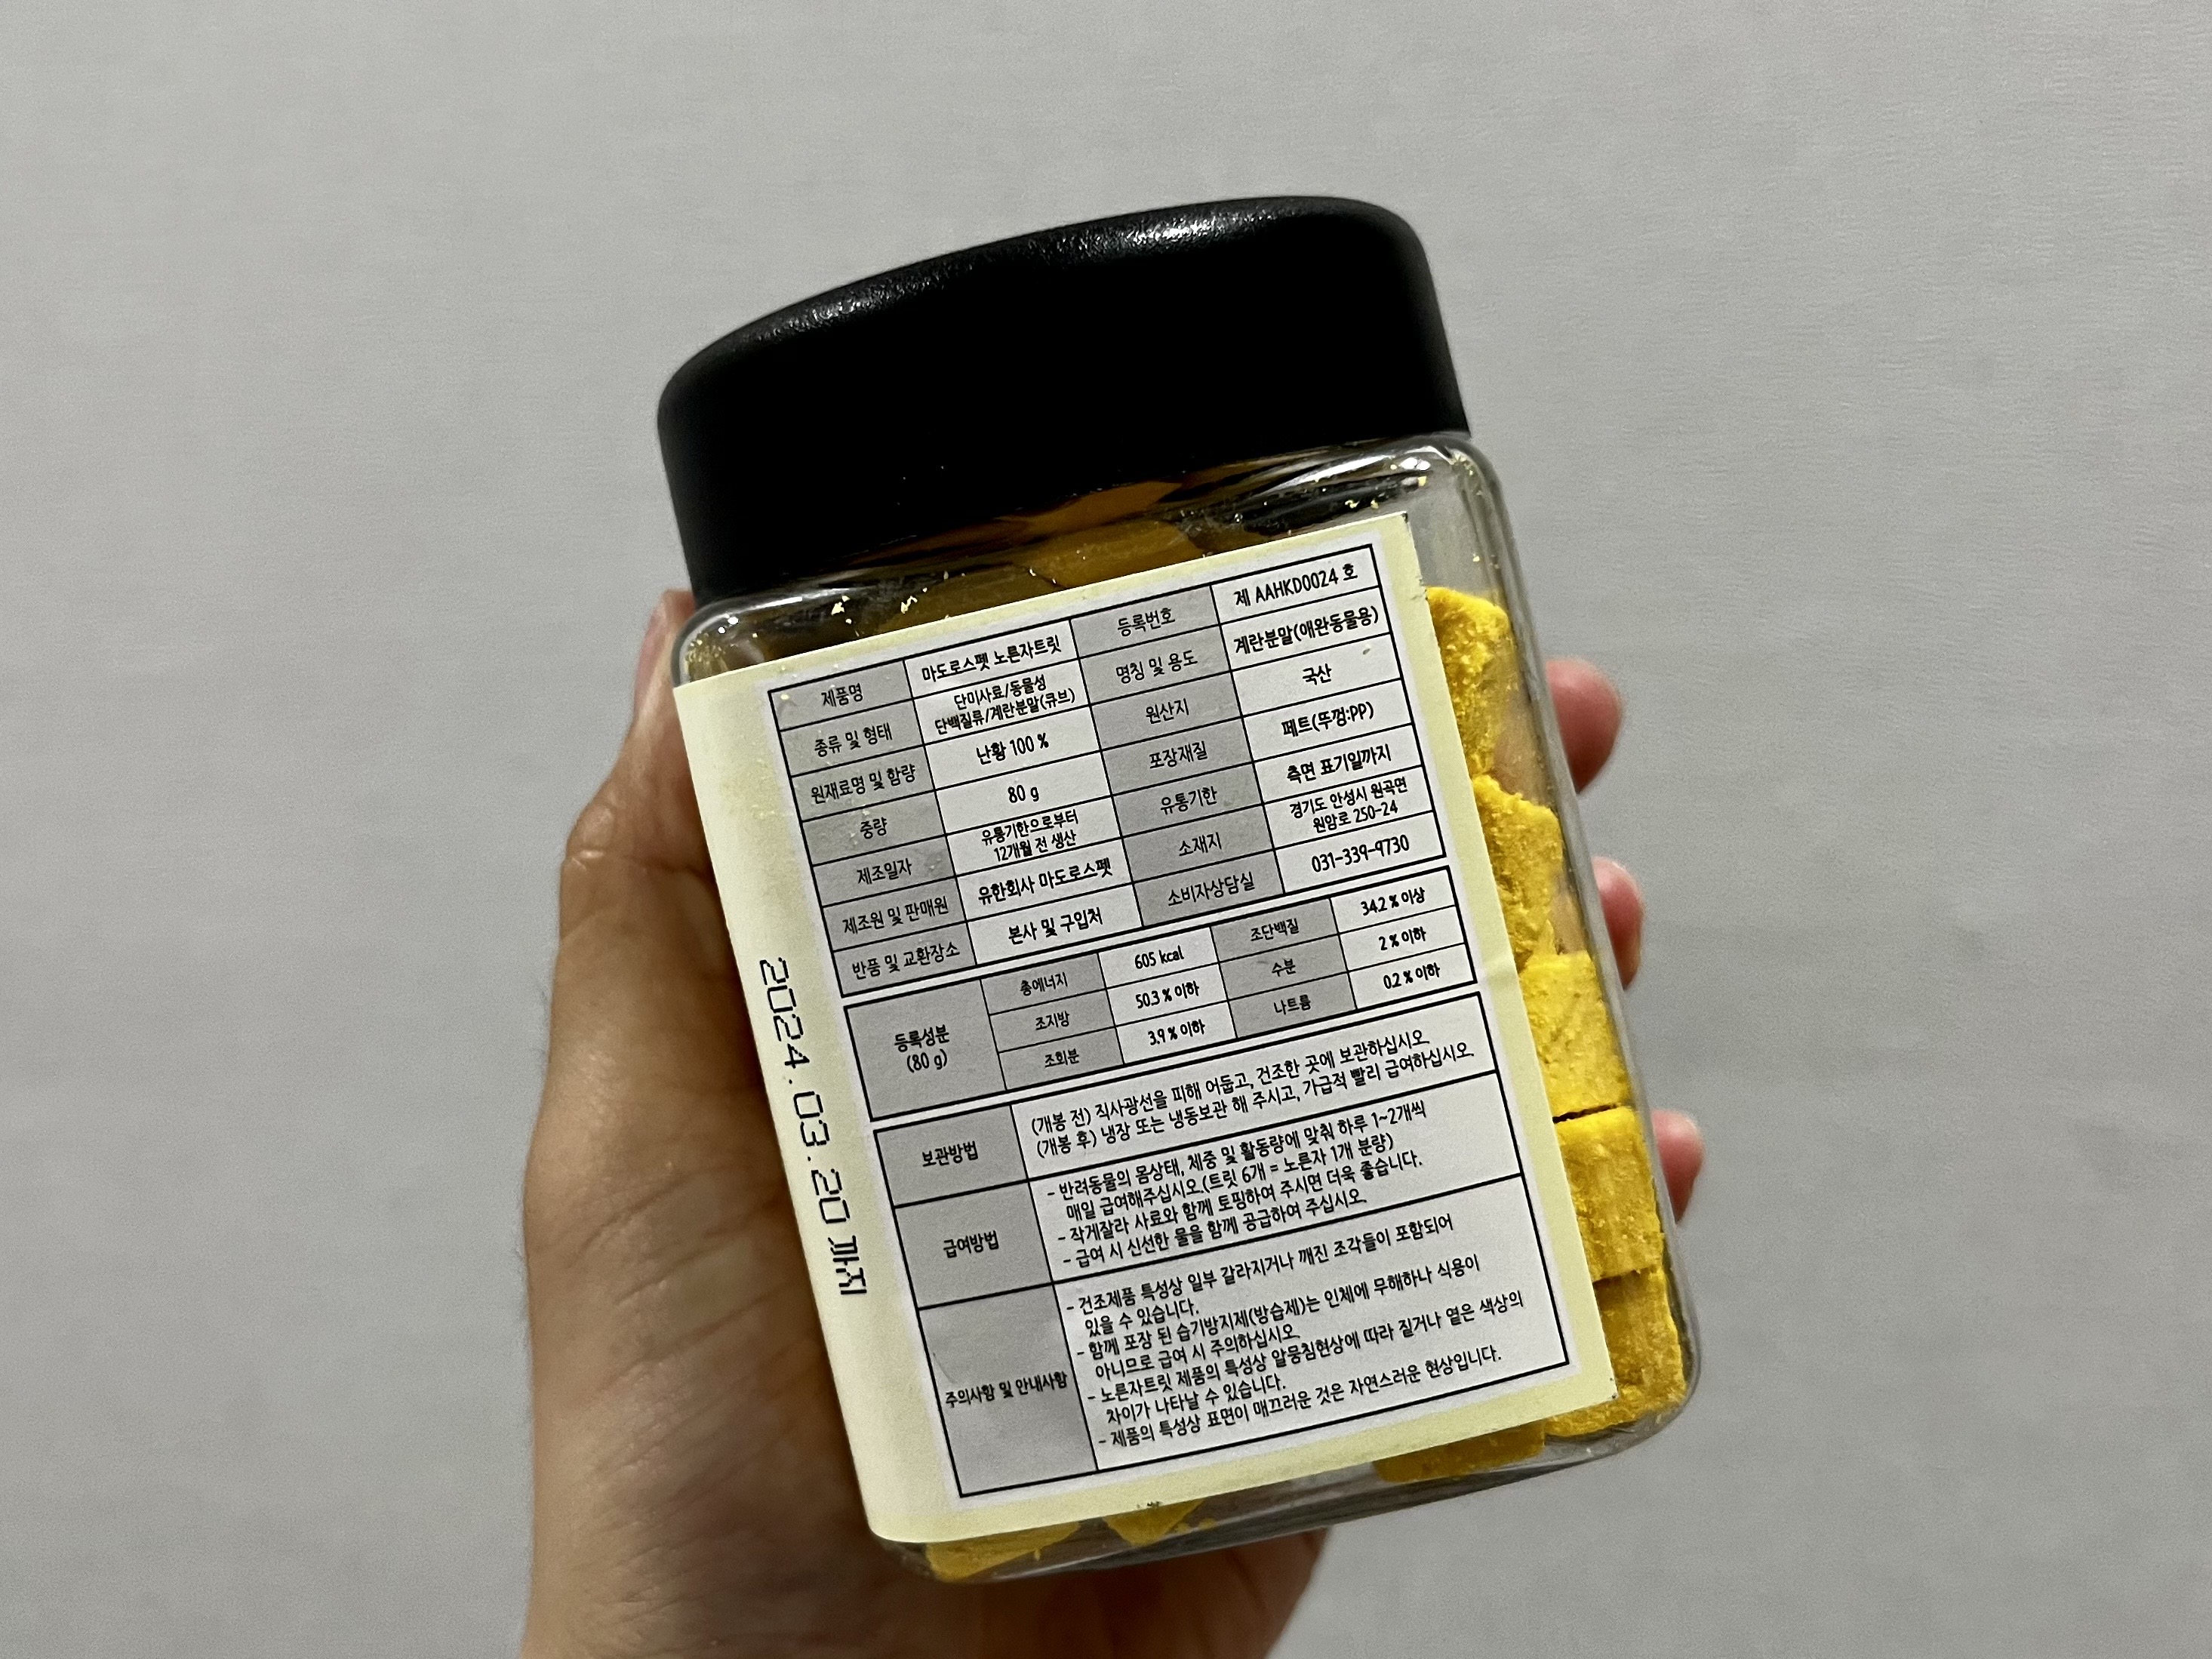 제품명 마도로스펫 노른자트릿 등록번호 제 AAHKD0024 호
종류 및 형태 단미사료/동물성
단백질류/계란분말(큐브) 명칭 및 용도 계란분말(애완동물용)
원재료명 및 함량 난황 100 % 원산지 국산
중량 80 g 포장재질 페트(뚜껑:PP)
제조일자 유통기한으로부터
12개월 전 생산 유통기한 측면 표기일까지
제조원 및 판매원 유한회사 마도로스펫 소재지 경기도 안성시 원곡면
원암로 250-24
반품 및 교환장소 본사 및 구입처 소비자상담실 031-339-9730
등록성분
(80 g)
총에너지 605 kcal 조단백질 34.2 % 이상
조지방 50.3 % 이하 수분 2 % 이하
조회분 3.9 % 이하 나트륨 0.2 % 이하
보관방법
(개봉 전) 직사광선을 피해 어둡고, 건조한 곳에 보관하십시오.
(개봉 후) 냉장 또는 냉동보관 해 주시고, 가급적 빨리 급여하십시오.
급여방법
- 반려동물의 몸상태, 체중 및 활동량에 맞춰 하루 1~2개씩
매일 급여해주십시오.(트릿 6개 = 노른자 1개 분량)
- 작게잘라 사료와 함께 토핑하여 주시면 더욱 좋습니다.
- 급여 시 신선한 물을 함께 공급하여 주십시오.
주의사항 및 안내사항
- 건조제품 특성상 일부 갈라지거나 깨진 조각들이 포함되어
있을 수 있습니다.
- 함께 포장 된 습기방지제(방습제)는 인체에 무해하나 식용이
아니므로 급여 시 주의하십시오.
- 노른자트릿 제품의 특성상 알뭉침현상에 따라 짙거나 옅은 색상의
차이가 나타날 수 있습니다.
- 제품의 특성상 표면이 매끄러운 것은 자연스러운 현상입니다.
2024.03.20 까지